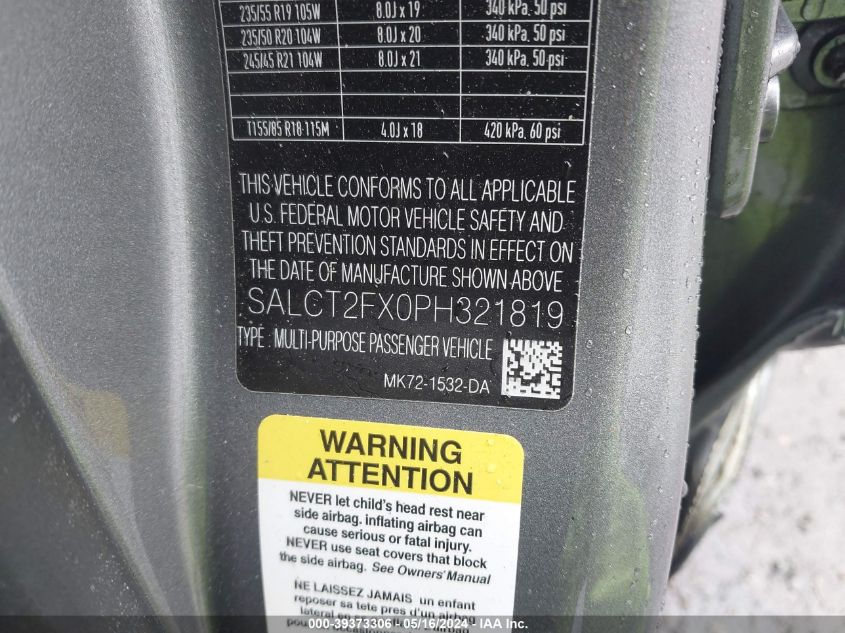 235/55 R19 105W 8.0J x 19 340 kPa, 50 psi
235/50 R20 104W 8.0J x 20 340 kPa, 50 psi
245/45 R21 104W 8.0J x 21 340 kPa, 50 psi
T155/85 R18 115M 4.0J x 18 420 kPa, 60 psi
THIS VEHICLE CONFORMS TO ALL APPLICABLE
U.S. FEDERAL MOTOR VEHICLE SAFETY AND
THEFT PREVENTION STANDARDS IN EFFECT ON
THE DATE OF MANUFACTURE SHOWN ABOVE
SALCT2FX0PH321819
TYPE : MULTI-PURPOSE PASSENGER VEHICLE
MK72-1532-DA
WARNING
ATTENTION
NEVER let child's head rest near
side airbag. inflating airbag can
cause serious or fatal injury.
NEVER use seat covers that block
the side airbag. See Owners' Manual
NE LAISSEZ JAMAIS un enfant
reposer sa tete pres d'un airbag
lateral en
000-39373306 - 05/16/2024 - IAA Inc.